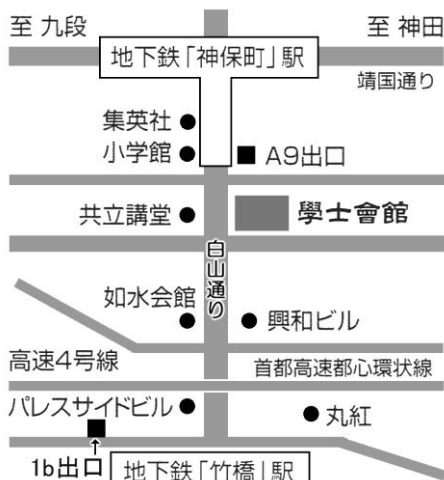 至 九段
至 神田
地下鉄「神保町」駅
靖国通り
集英社
小学館
A9出口
共立講堂
學士會館
白山通り
如水会館
興和ビル
高速4号線
首都高速都心環状線
パレスサイドビル
丸紅
1b出口
地下鉄「竹橋」駅